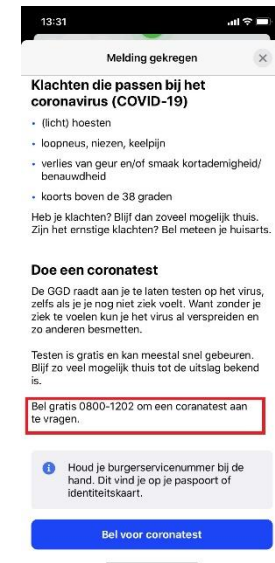 13:31
Melding gekregen
Klachten die passen bij het
coronavirus (COVID-19)
• (licht) hoesten
• loopneus, niezen, keelpijn
• verlies van geur en/of smaak kortademigheid/
benauwdheid
• koorts boven de 38 graden
Heb je klachten? Blijf dan zoveel mogelijk thuis.
Zijn het ernstige klachten? Bel meteen je huisarts.
Doe een coronatest
De GGD raadt aan je te laten testen op het virus,
zelfs als je je nog niet ziek voelt. Want zonder je
ziek te voelen kun je het virus al verspreiden en
zo anderen besmetten.
Testen is gratis en kan meestal snel gebeuren.
Blijf zo veel mogelijk thuis tot de uitslag bekend
is.
Bel gratis 0800-1202 om een coranatest aan
te vragen.
Houd je burgerservicenummer bij de
hand. Dit vind je op je paspoort of
identiteitskaart.
Bel voor coronatest